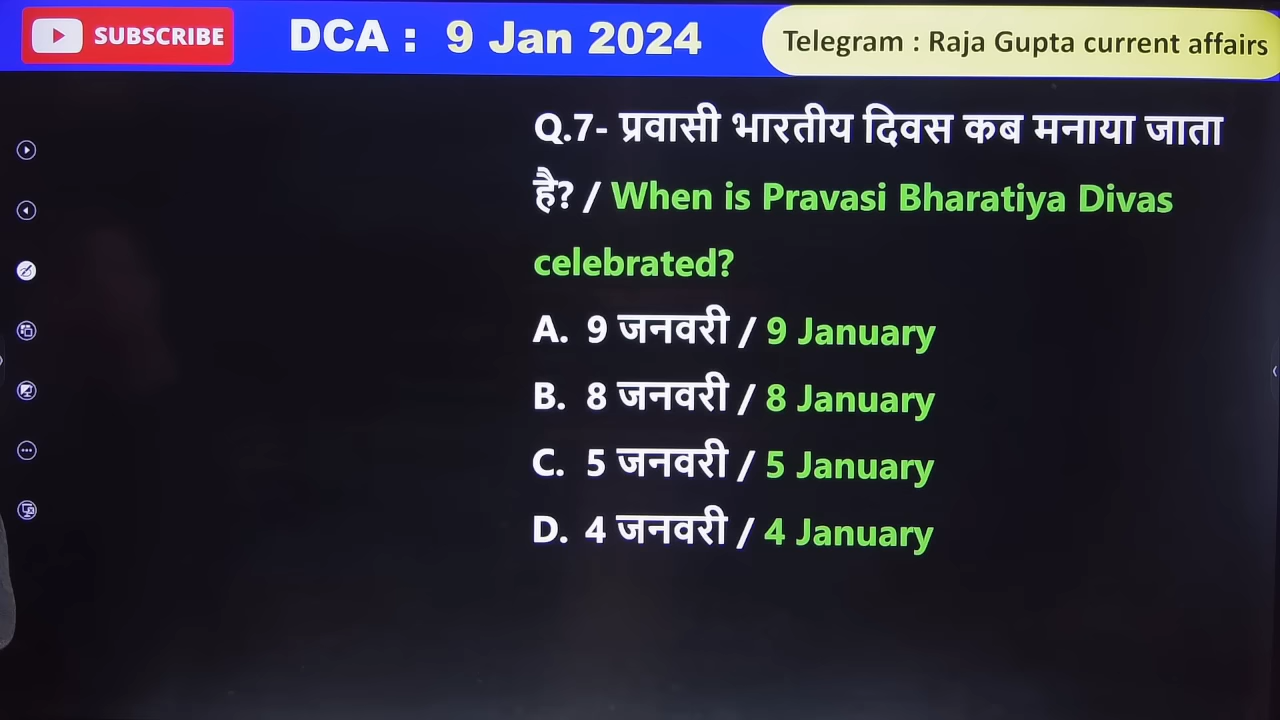 SUBSCRIBE
DCA : 9 Jan 2024
Telegram : Raja Gupta current affairs
Q.7- प्रवासी भारतीय दिवस कब मनाया जाता
है? / When is Pravasi Bharatiya Divas
celebrated?
A. 9 जनवरी / 9 January
B. 8 जनवरी / 8 January
C. 5 जनवरी / 5 January
D. 4 जनवरी / 4 January